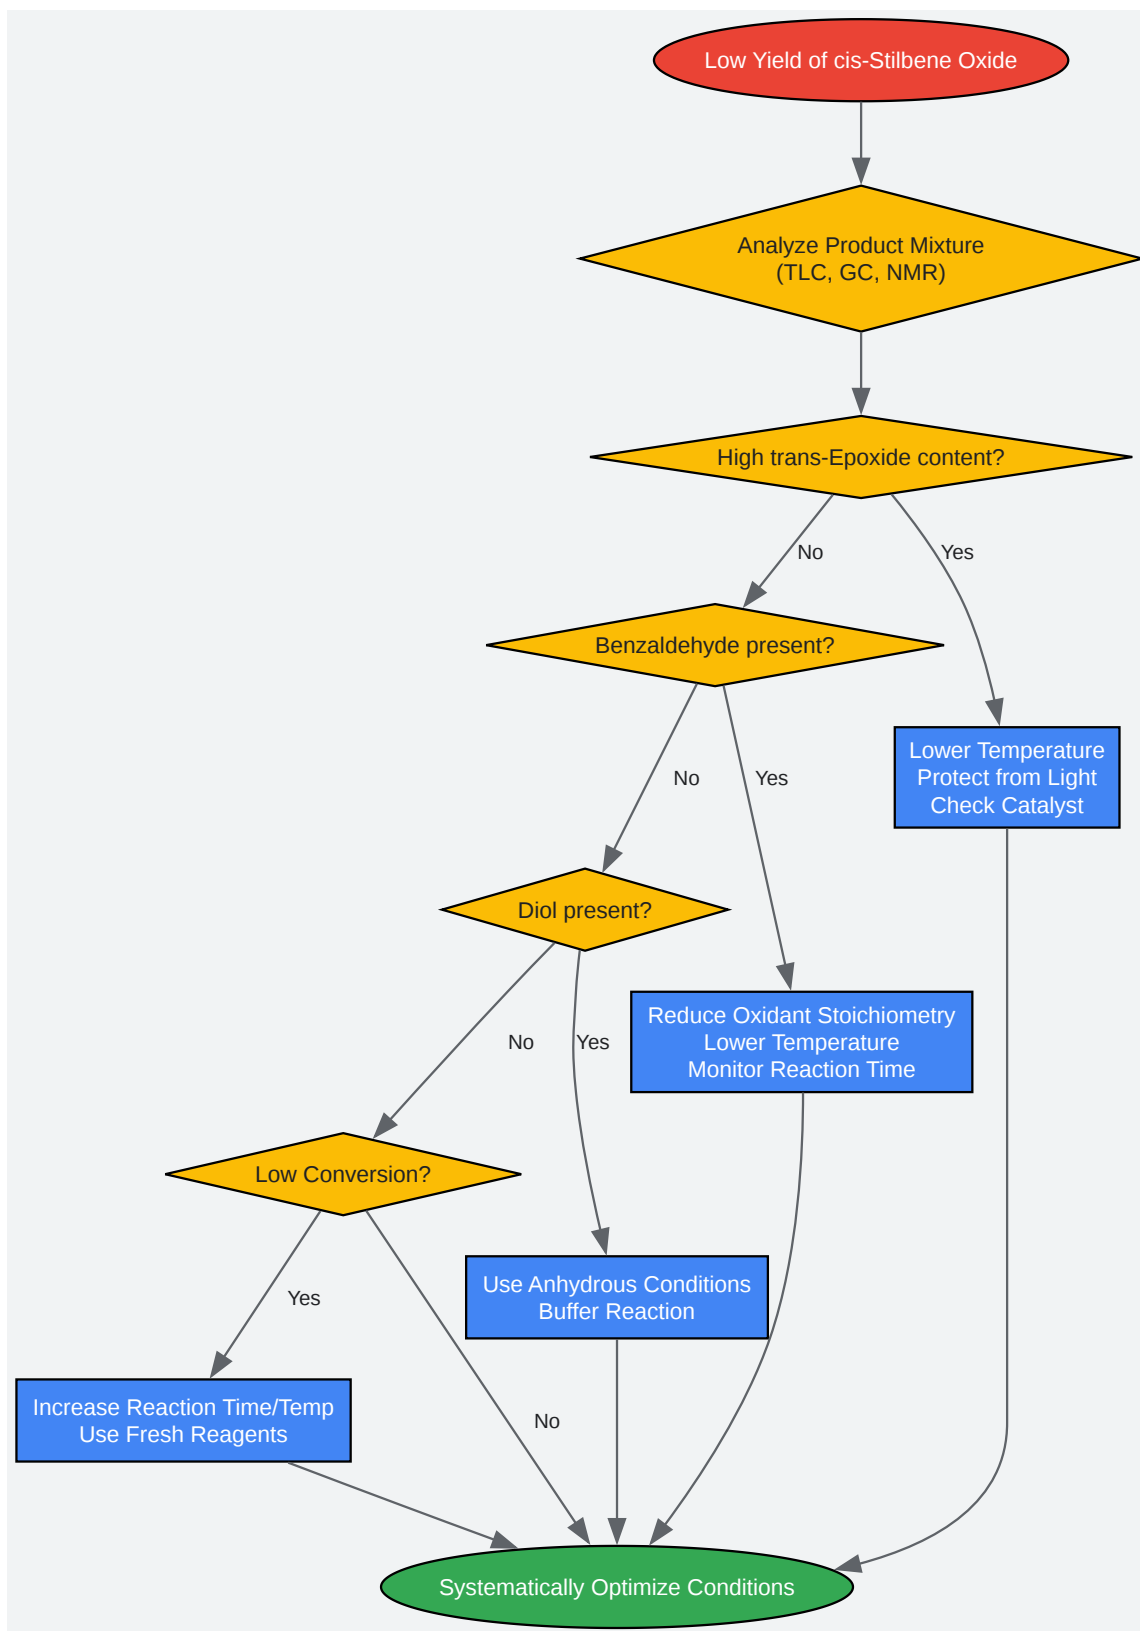 Low Yield of cis-Stilbene Oxide
Analyze Product Mixture
(TLC, GC, NMR)
High trans-Epoxide content?
No
Yes
Benzaldehyde present?
Lower Temperature
Protect from Light
Check Catalyst
No
Yes
Diol present?
Reduce Oxidant Stoichiometry
Lower Temperature
Monitor Reaction Time
No
Yes
Low Conversion?
Use Anhydrous Conditions
Buffer Reaction
Yes
Increase Reaction Time/Temp
Use Fresh Reagents
No
Systematically Optimize Conditions